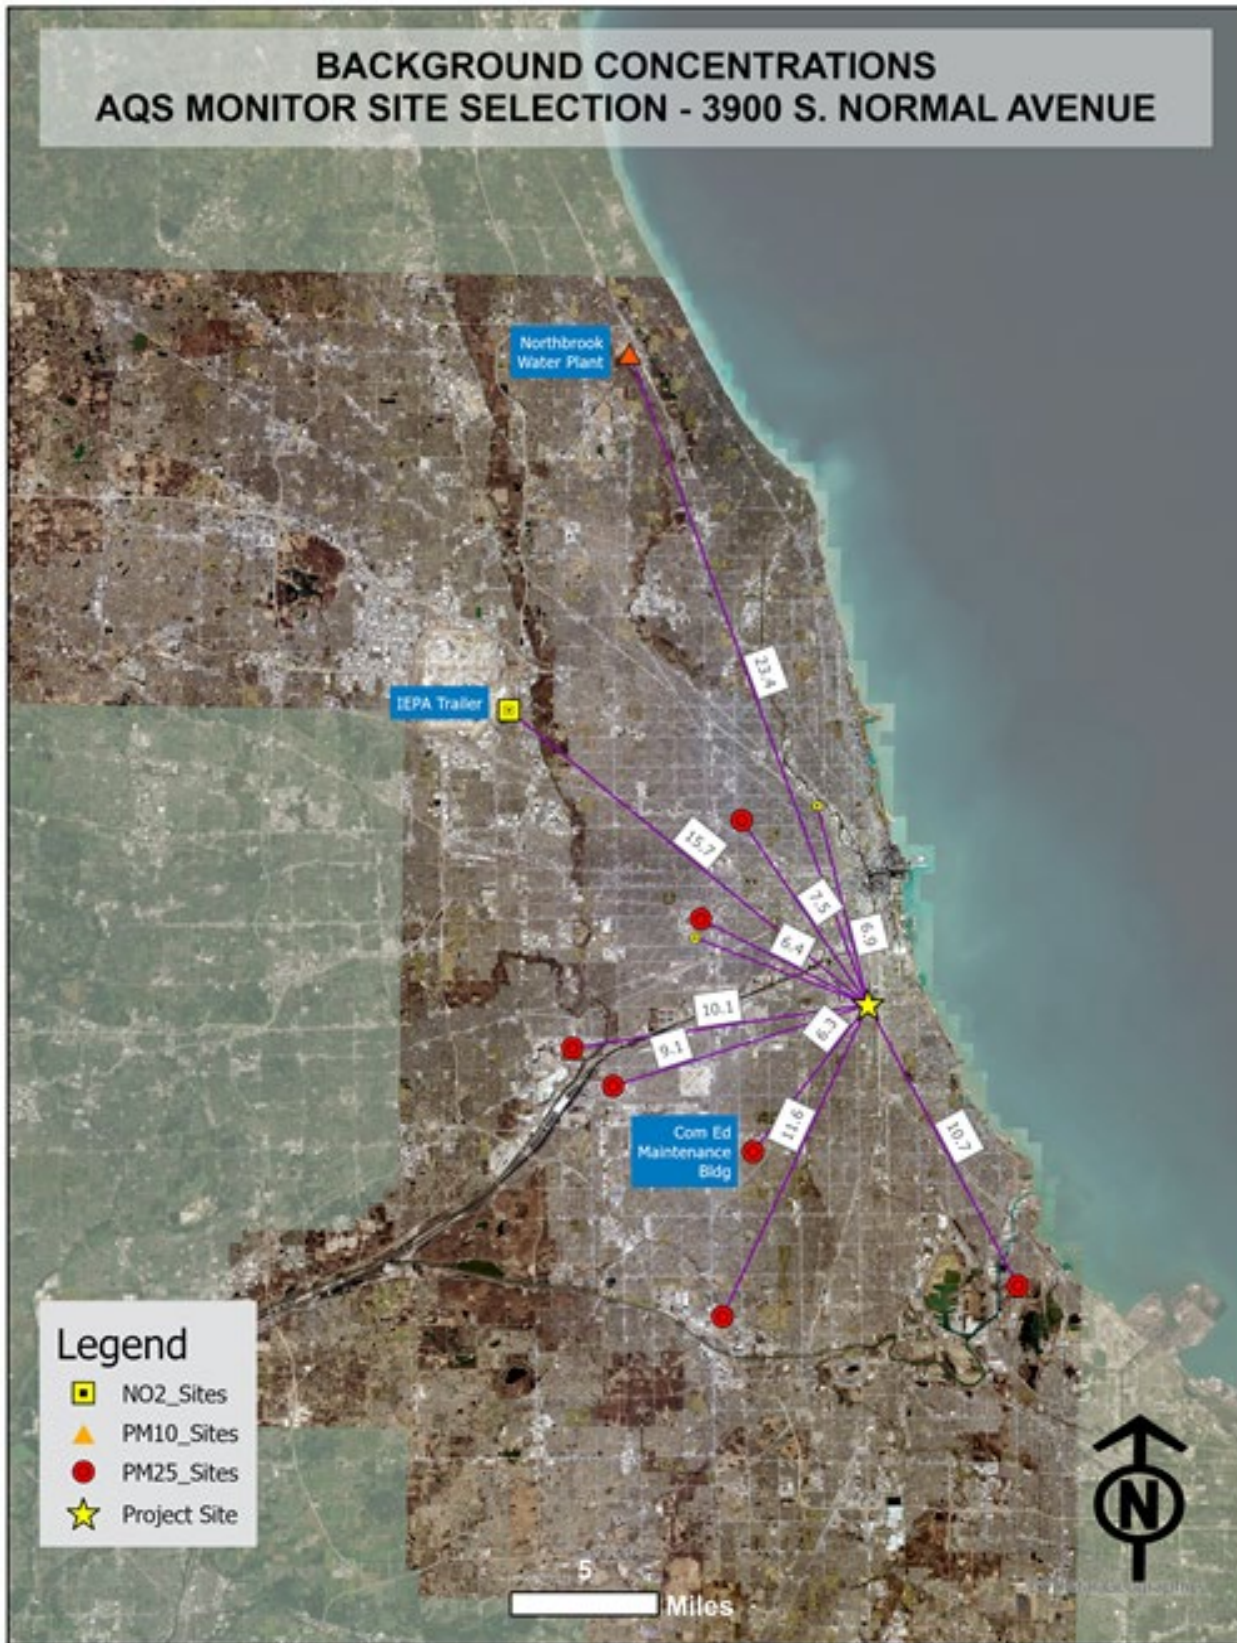 BACKGROUND CONCENTRATIONS
AQS MONITOR SITE SELECTION - 3900 S. NORMAL AVENUE
Northbrook
Water Plant
23.4
IEPA Trailer
15.7
7.5
6.9
6.4
10.1
6.3
9.1
Com Ed
Maintenance
Bldg
11.6
10.7
Legend
NO2_Sites
PM10_Sites
PM25_Sites
Project Site
N
5
Miles